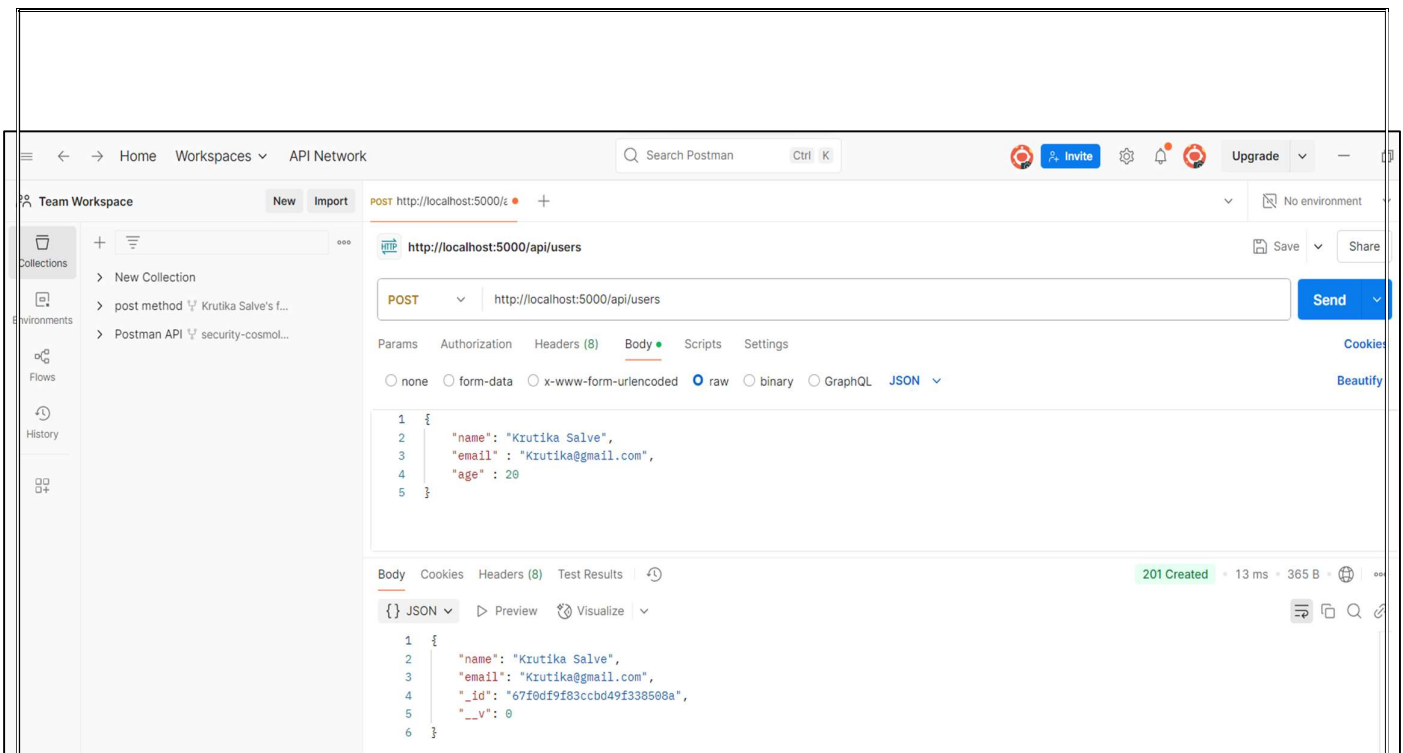 Home Workspaces API Network Search Postman Ctrl K Invite Upgrade
Team Workspace New Import POST http://localhost:5000/a No environment
Collections
http://localhost:5000/api/users Save Share
New Collection
post method Krutika Salve's f...
Postman API security-cosmol...
Environments
Flows
History
POST http://localhost:5000/api/users Send
Params Authorization Headers (8) Body Scripts Settings Cookies
none form-data x-www-form-urlencoded raw binary GraphQL JSON Beautify
1 {
2 "name": "Krutika Salve",
3 "email" : "Krutika@gmail.com",
4 "age" : 20
5 }
Body Cookies Headers (8) Test Results 201 Created 13 ms 365 B
{} JSON Preview Visualize
1 {
2 "name": "Krutika Salve",
3 "email": "Krutika@gmail.com",
4 "_id": "67f0df9f83ccbd49f338508a",
5 "__v": 0
6 }